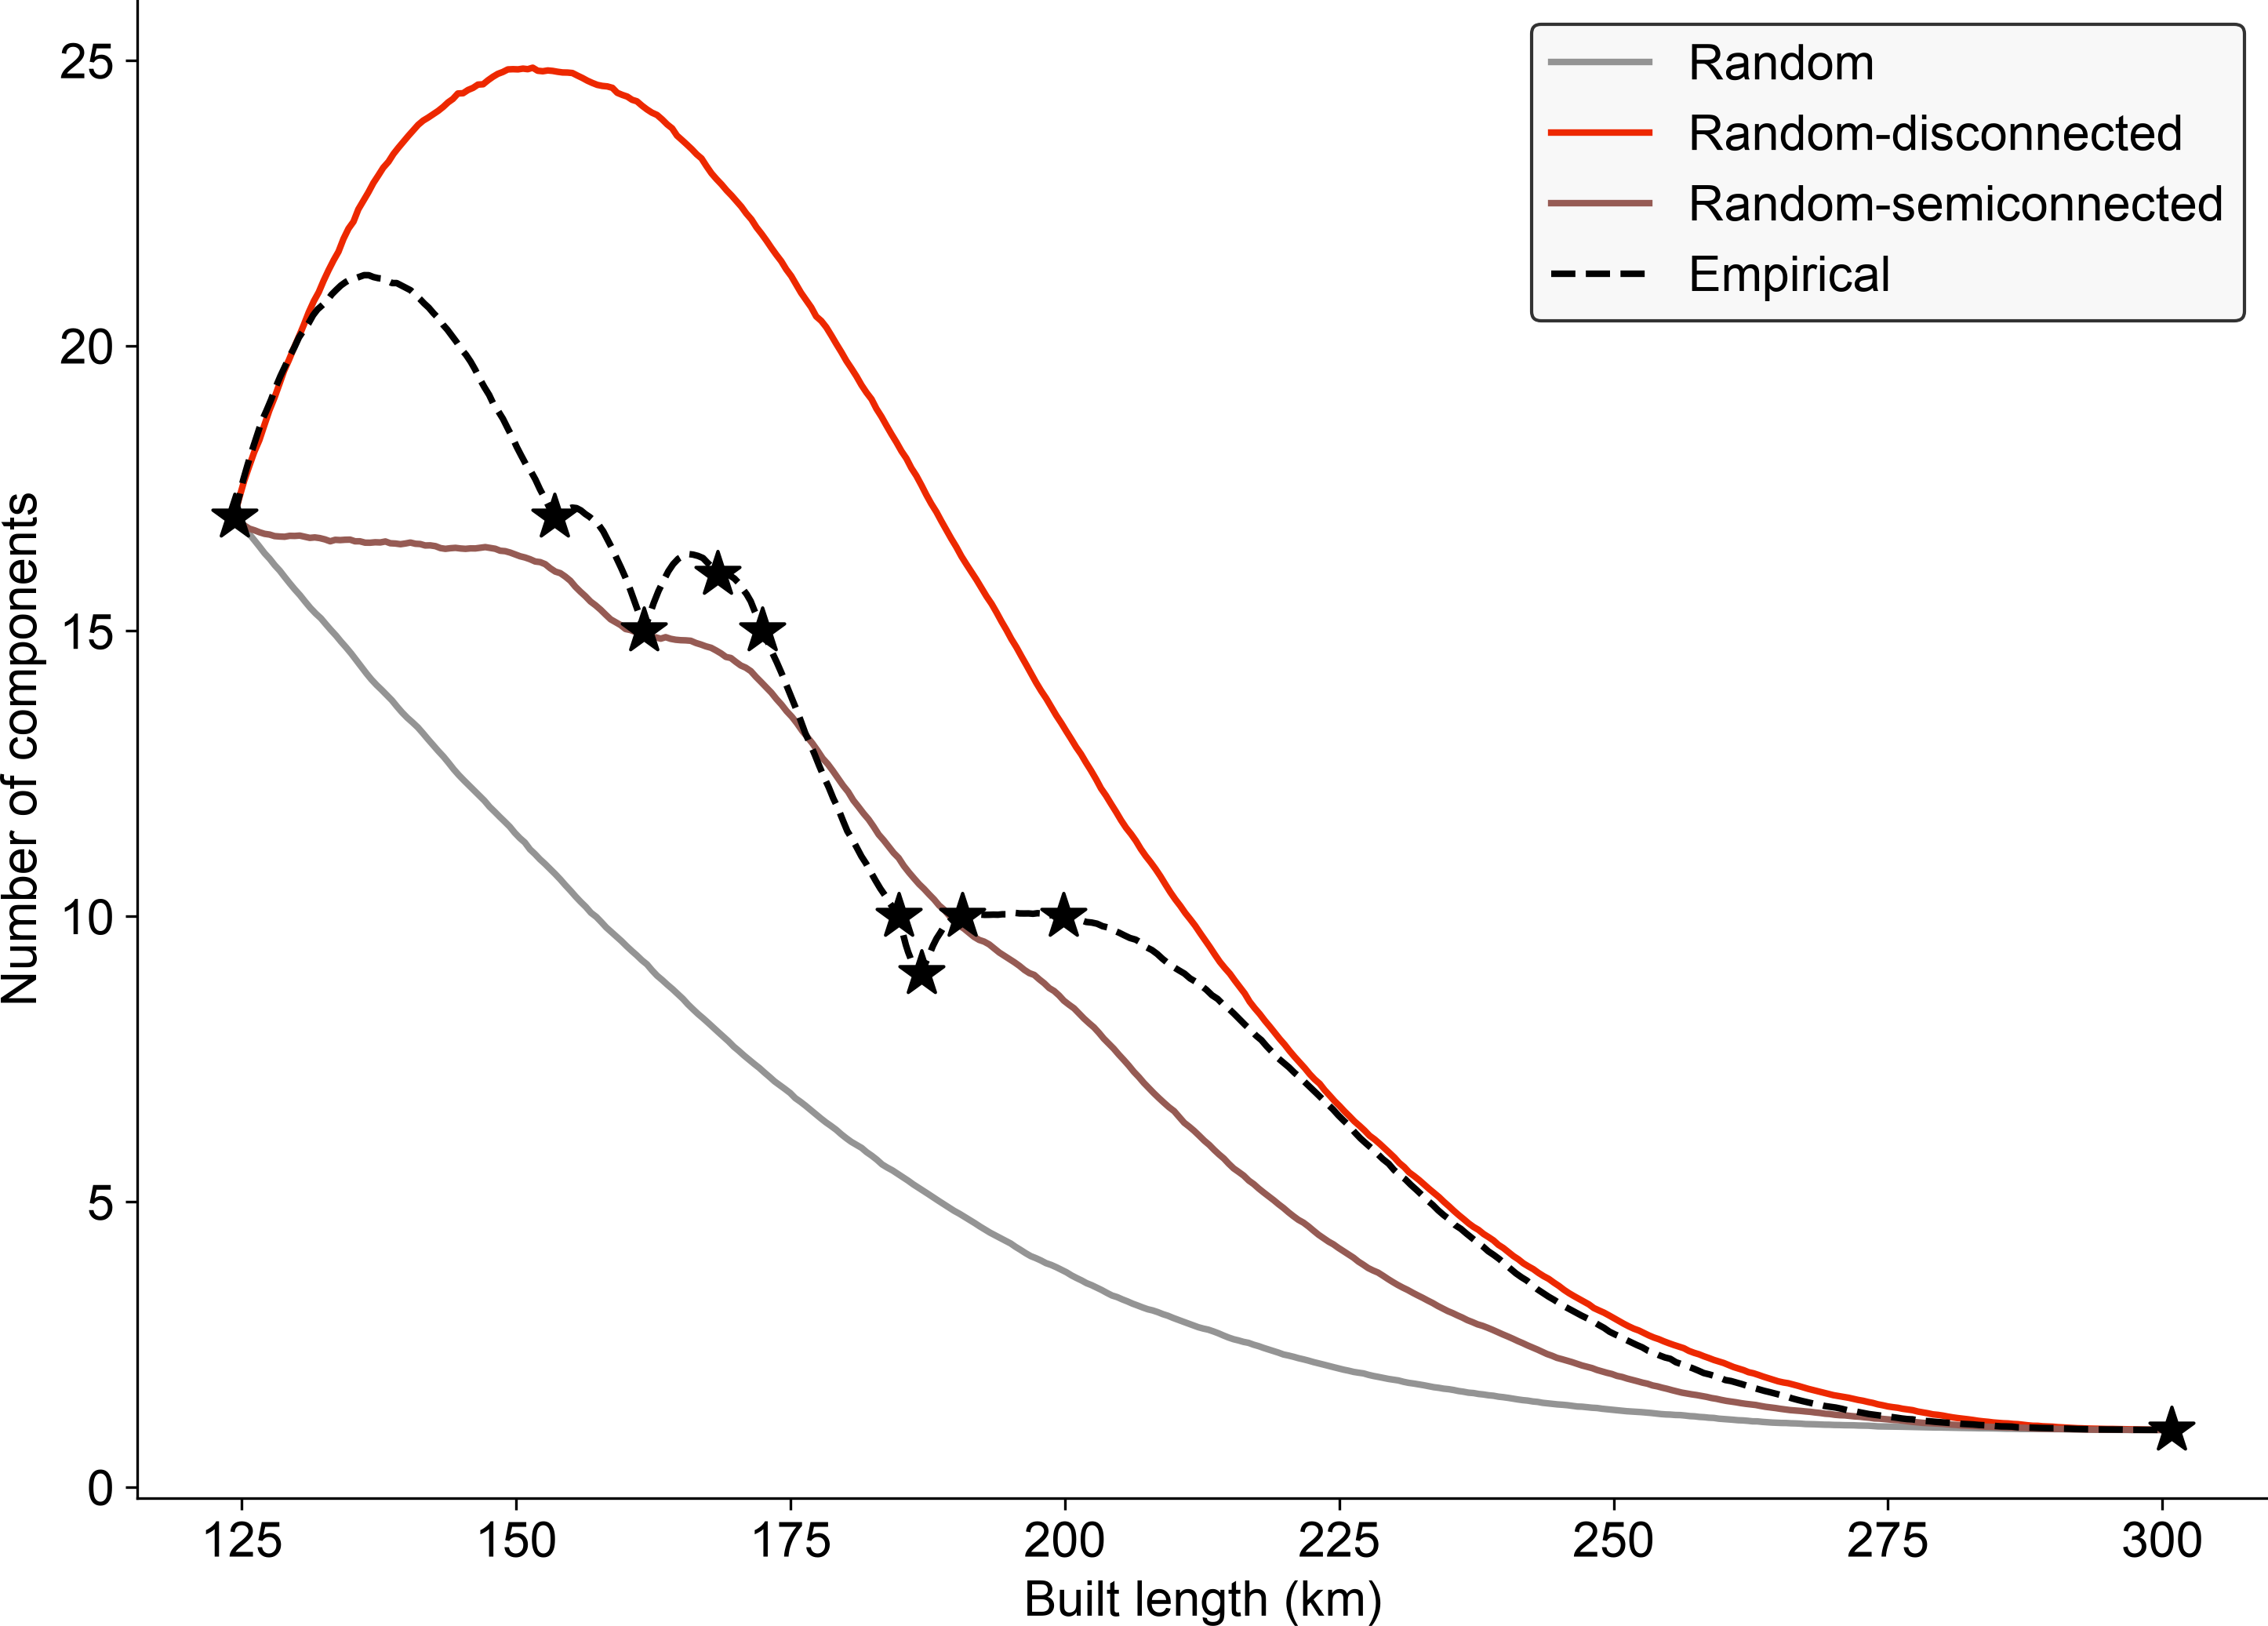 Random
Random-disconnected
Random-semiconnected
Empirical
Number of components
25
20
15
10
5
0
125 150 175 200 225 250 275 300
Built length (km)